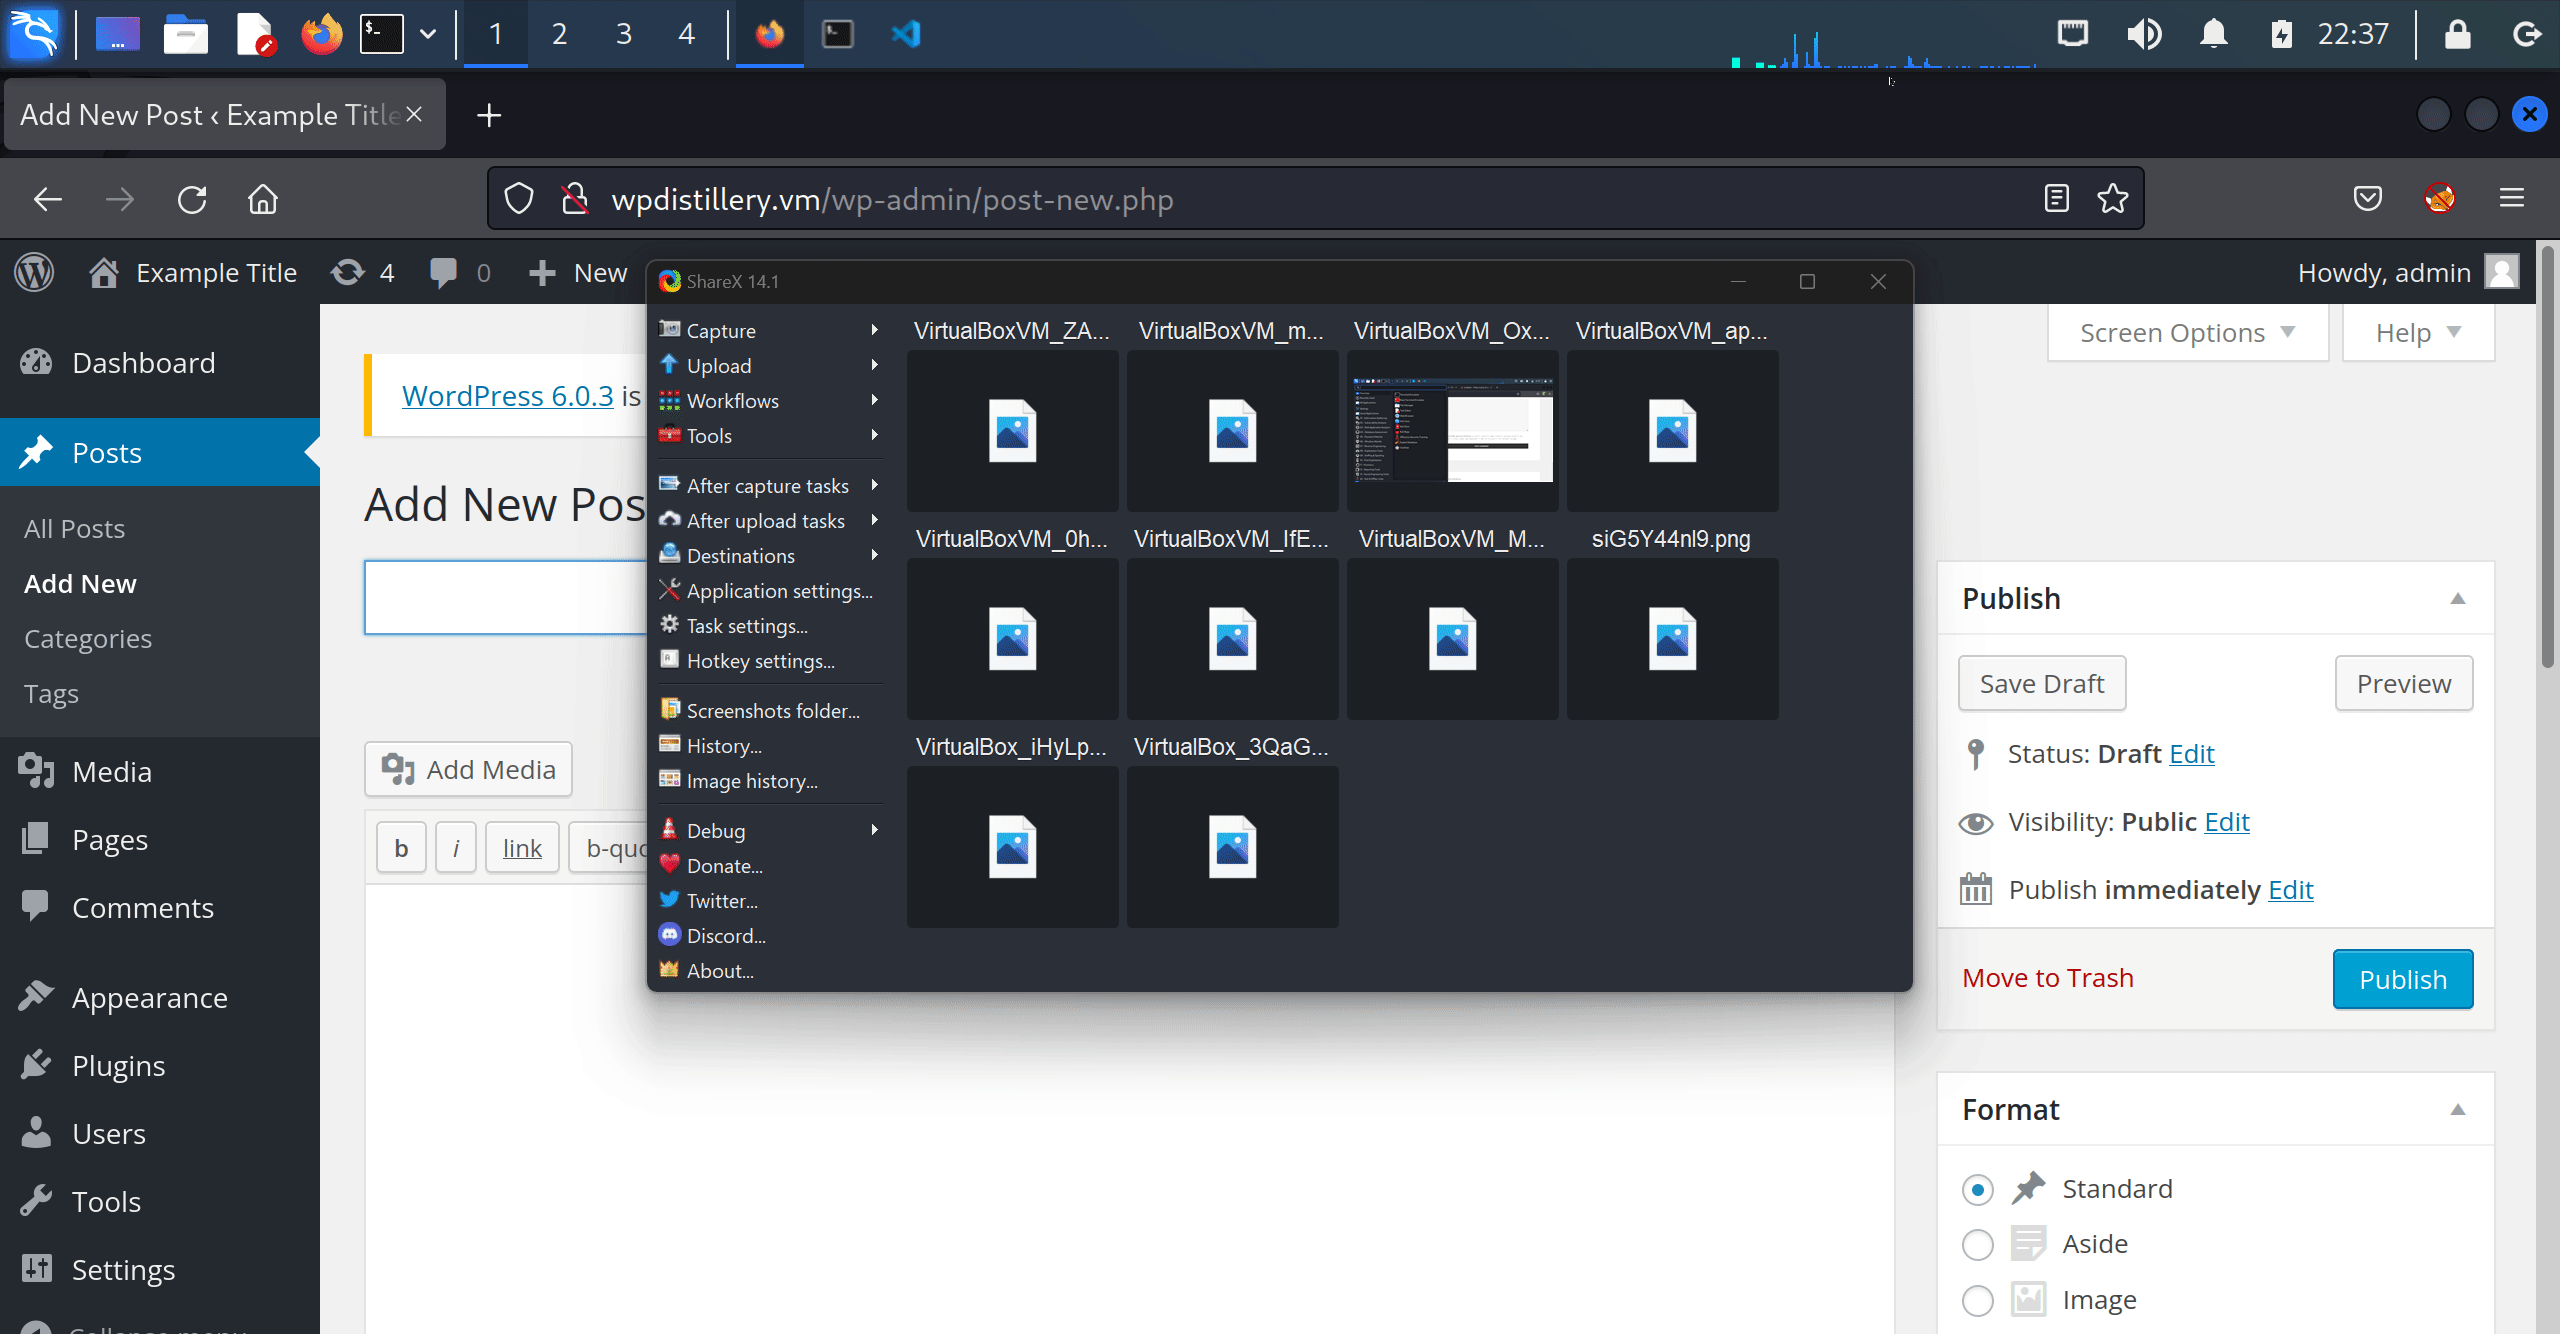 1 2 3 4 22:37
Add New Post ‹ Example Title
wpdistillery.vm/wp-admin/post-new.php
Example Title 4 0 New Howdy, admin
ShareX 14.1
Screen Options Help
Dashboard
Posts
All Posts
Add New
Categories
Tags
Media
Pages
Comments
Appearance
Plugins
Users
Tools
Settings
WordPress 6.0.3 is
Add New Pos
Add Media
b i link b-quo
Capture
Upload
Workflows
Tools
After capture tasks
After upload tasks
Destinations
Application settings...
Task settings...
Hotkey settings...
Screenshots folder...
History...
Image history...
Debug
Donate...
Twitter...
Discord...
About...
VirtualBoxVM_ZA... VirtualBoxVM_m... VirtualBoxVM_Ox... VirtualBoxVM_ap...
VirtualBoxVM_0h... VirtualBoxVM_IfE... VirtualBoxVM_M... siG5Y44nl9.png
VirtualBox_iHyLp... VirtualBox_3QaG...
Publish
Save Draft Preview
Status: Draft Edit
Visibility: Public Edit
Publish immediately Edit
Move to Trash Publish
Format
Standard
Aside
Image